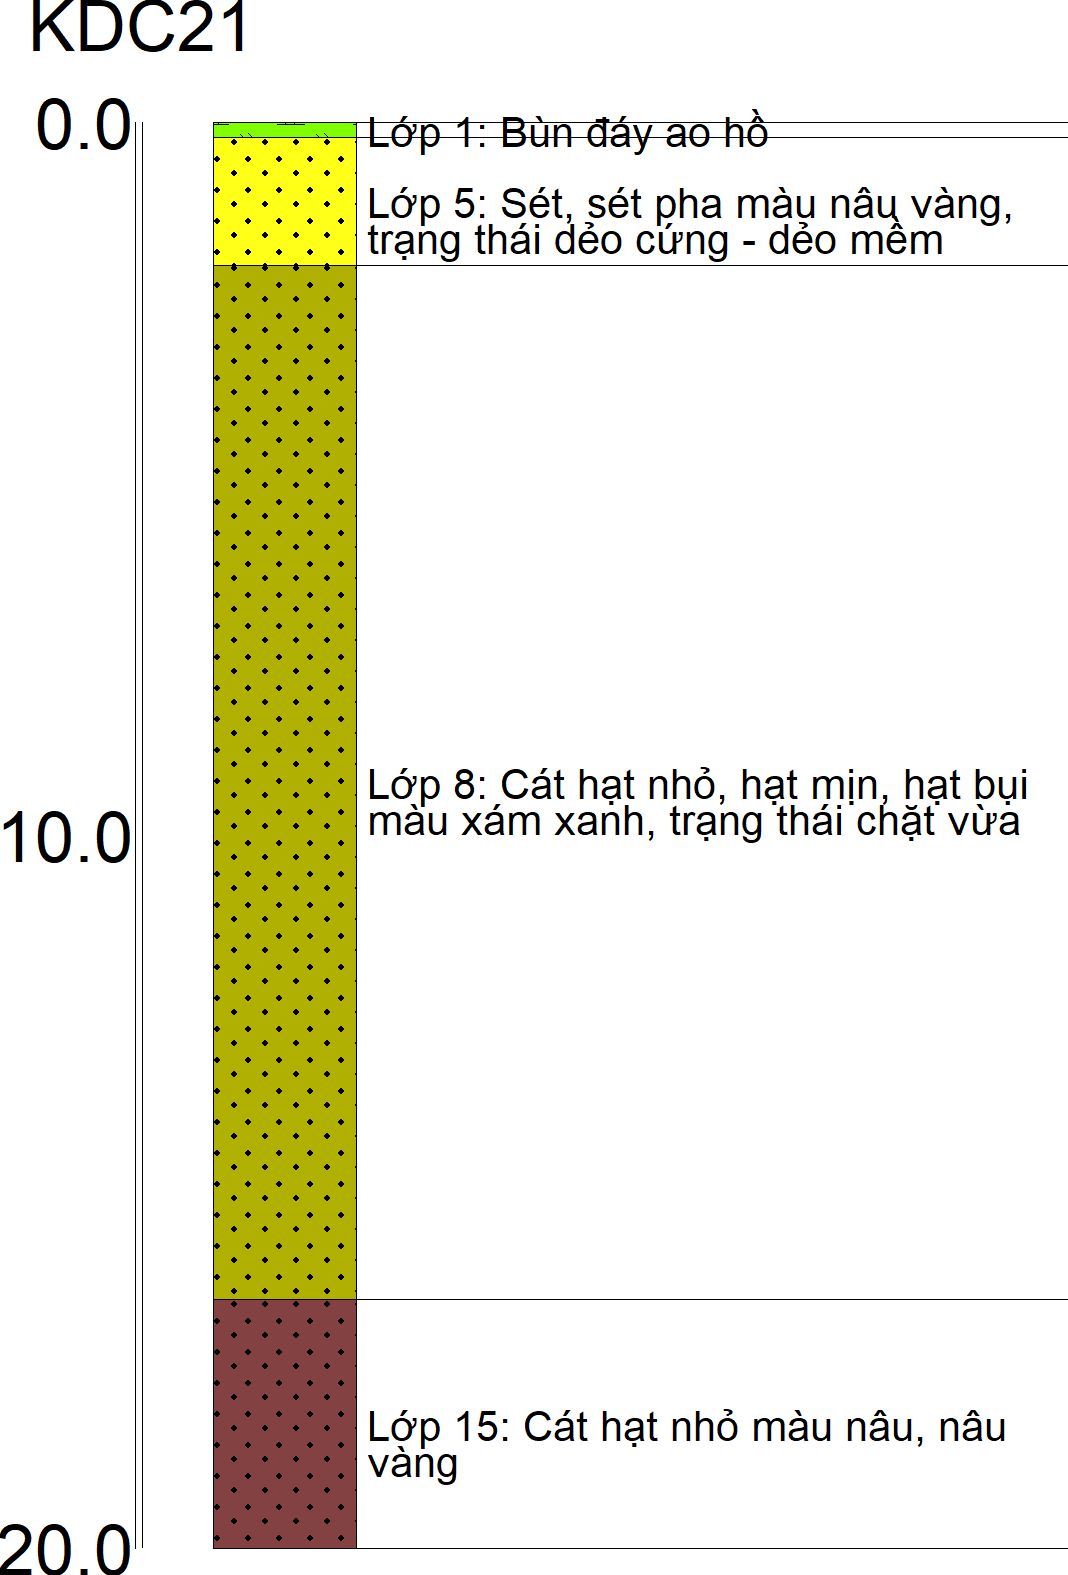 KDC21
0.0
Lớp 1: Bùn đáy ao hồ
Lớp 5: Sét, sét pha màu nâu vàng,
trạng thái dẻo cứng - dẻo mềm
Lớp 8: Cát hạt nhỏ, hạt mịn, hạt bụi
màu xám xanh, trạng thái chặt vừa
10.0
Lớp 15: Cát hạt nhỏ màu nâu, nâu
vàng
20.0